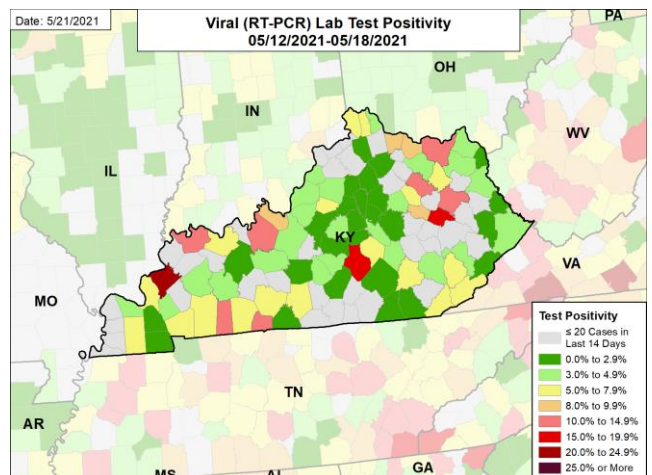 Date: 5/21/2021
Viral (RT-PCR) Lab Test Positivity
05/12/2021-05/18/2021
PA
OH
IN
IL
WV
KY
VA
MO
TN
AR
MS
AL
GA
Test Positivity
≤ 20 Cases in
Last 14 Days
0.0% to 2.9%
3.0% to 4.9%
5.0% to 7.9%
8.0% to 9.9%
10.0% to 14.9%
15.0% to 19.9%
20.0% to 24.9%
25.0% or More